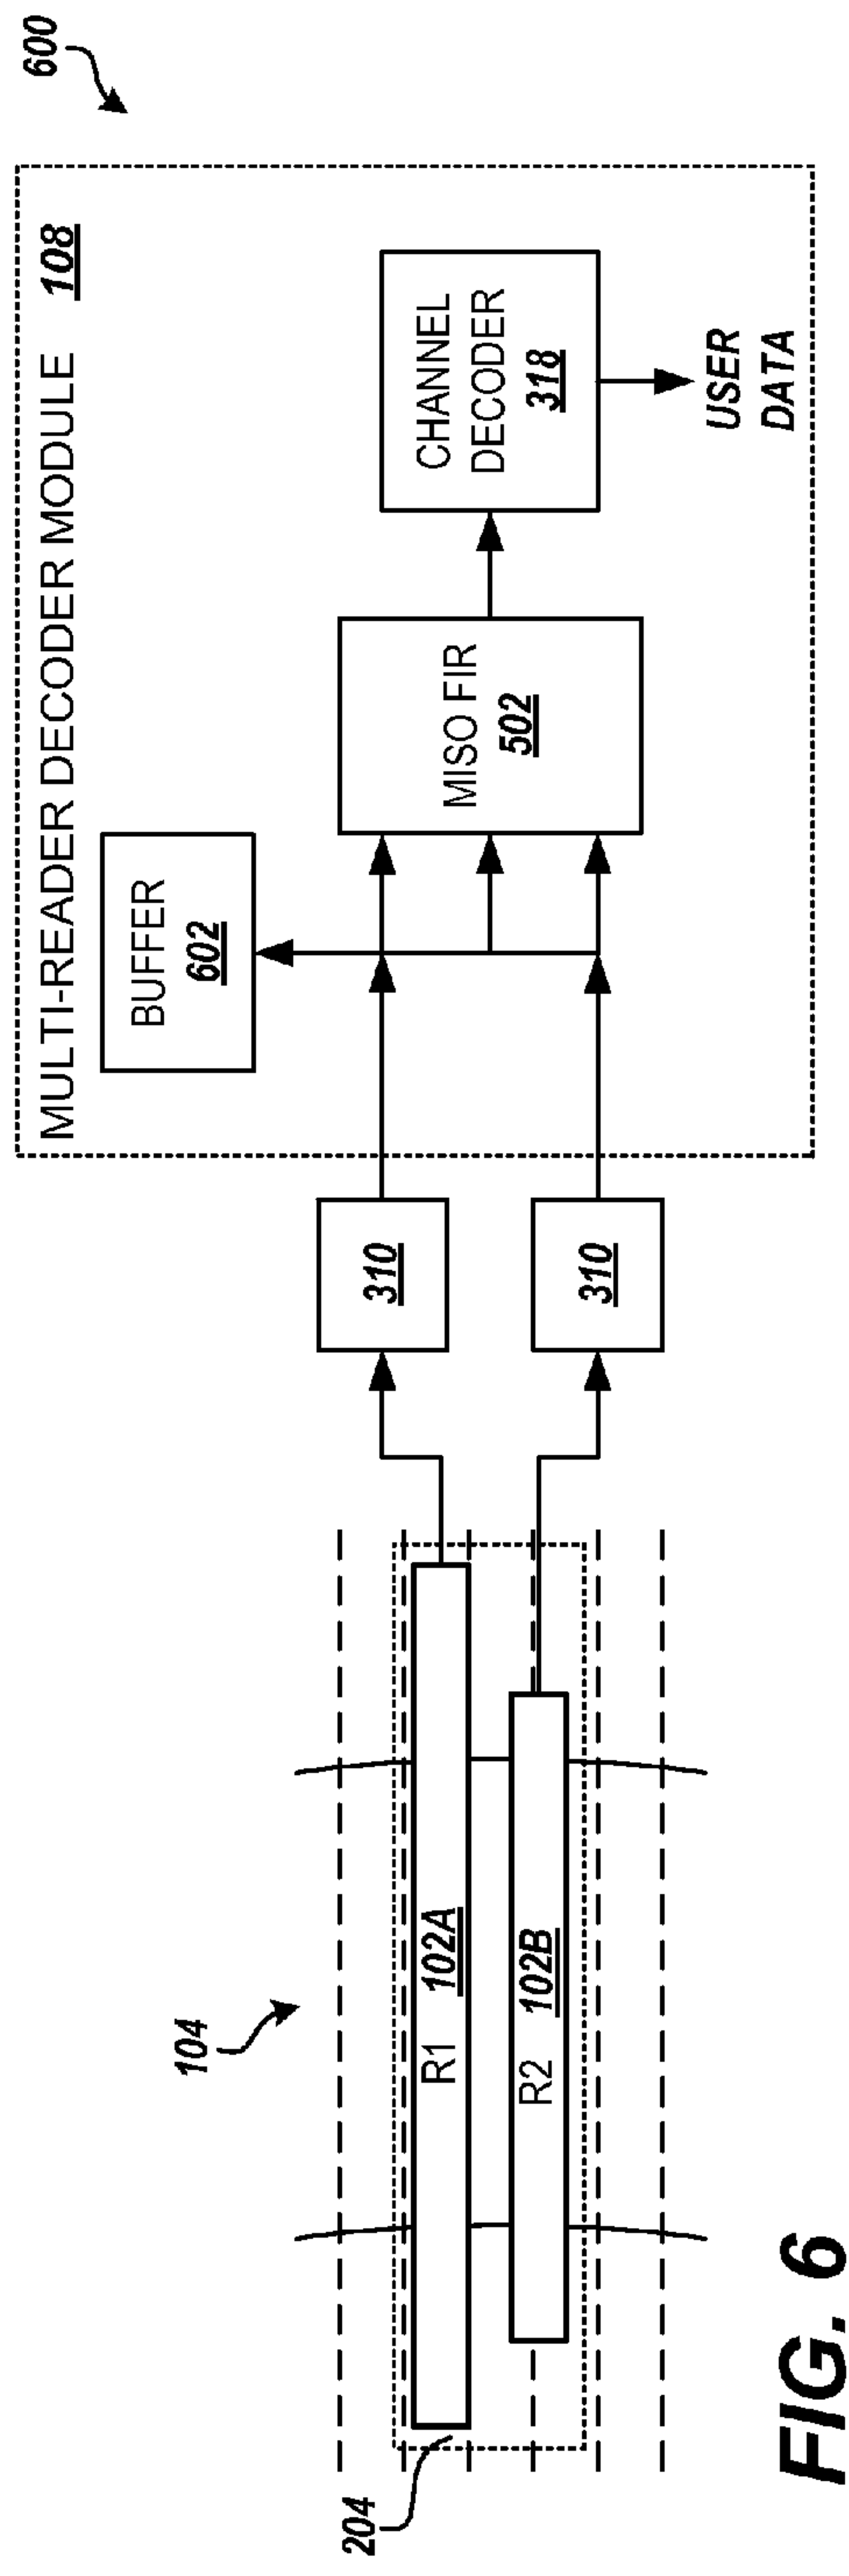 600
MULTI-READER DECODER MODULE 108
BUFFER
602
MISO FIR
502
CHANNEL
DECODER
318
USER
DATA
310
310
104
R1 102A
R2 102B
204
FIG. 6